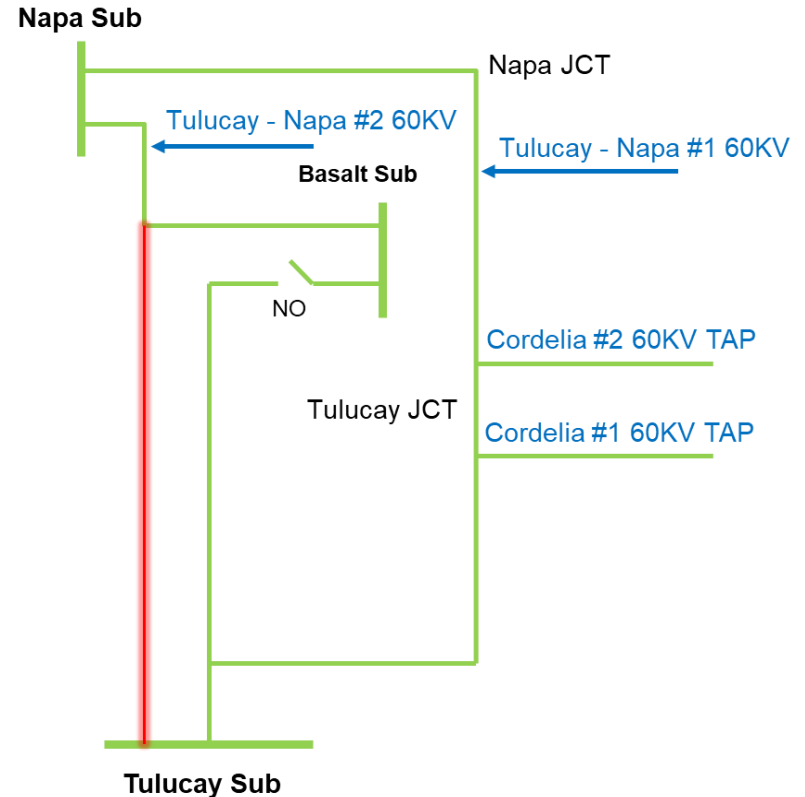 Napa Sub
Napa JCT
Tulucay - Napa #2 60KV
Tulucay - Napa #1 60KV
Basalt Sub
NO
Cordelia #2 60KV TAP
Tulucay JCT
Cordelia #1 60KV TAP
Tulucay Sub